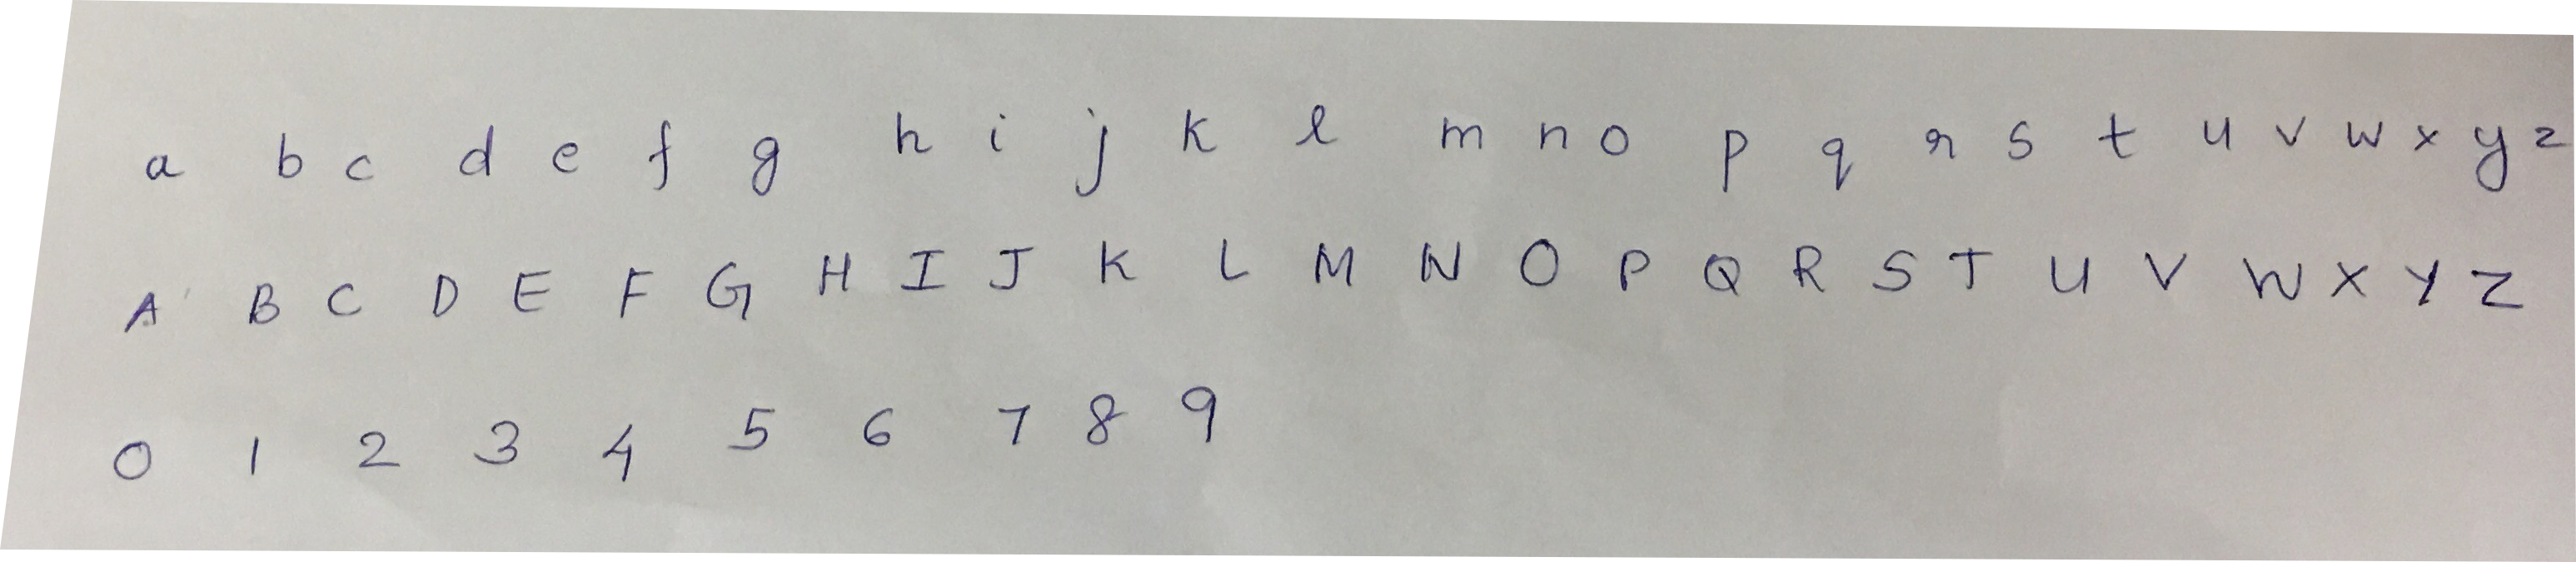 a b c d e f g h i j k l m n o p q r s t u v w x y z
A B C D E F G H I J K L M N O P Q R S T U V W X Y Z
0 1 2 3 4 5 6 7 8 9